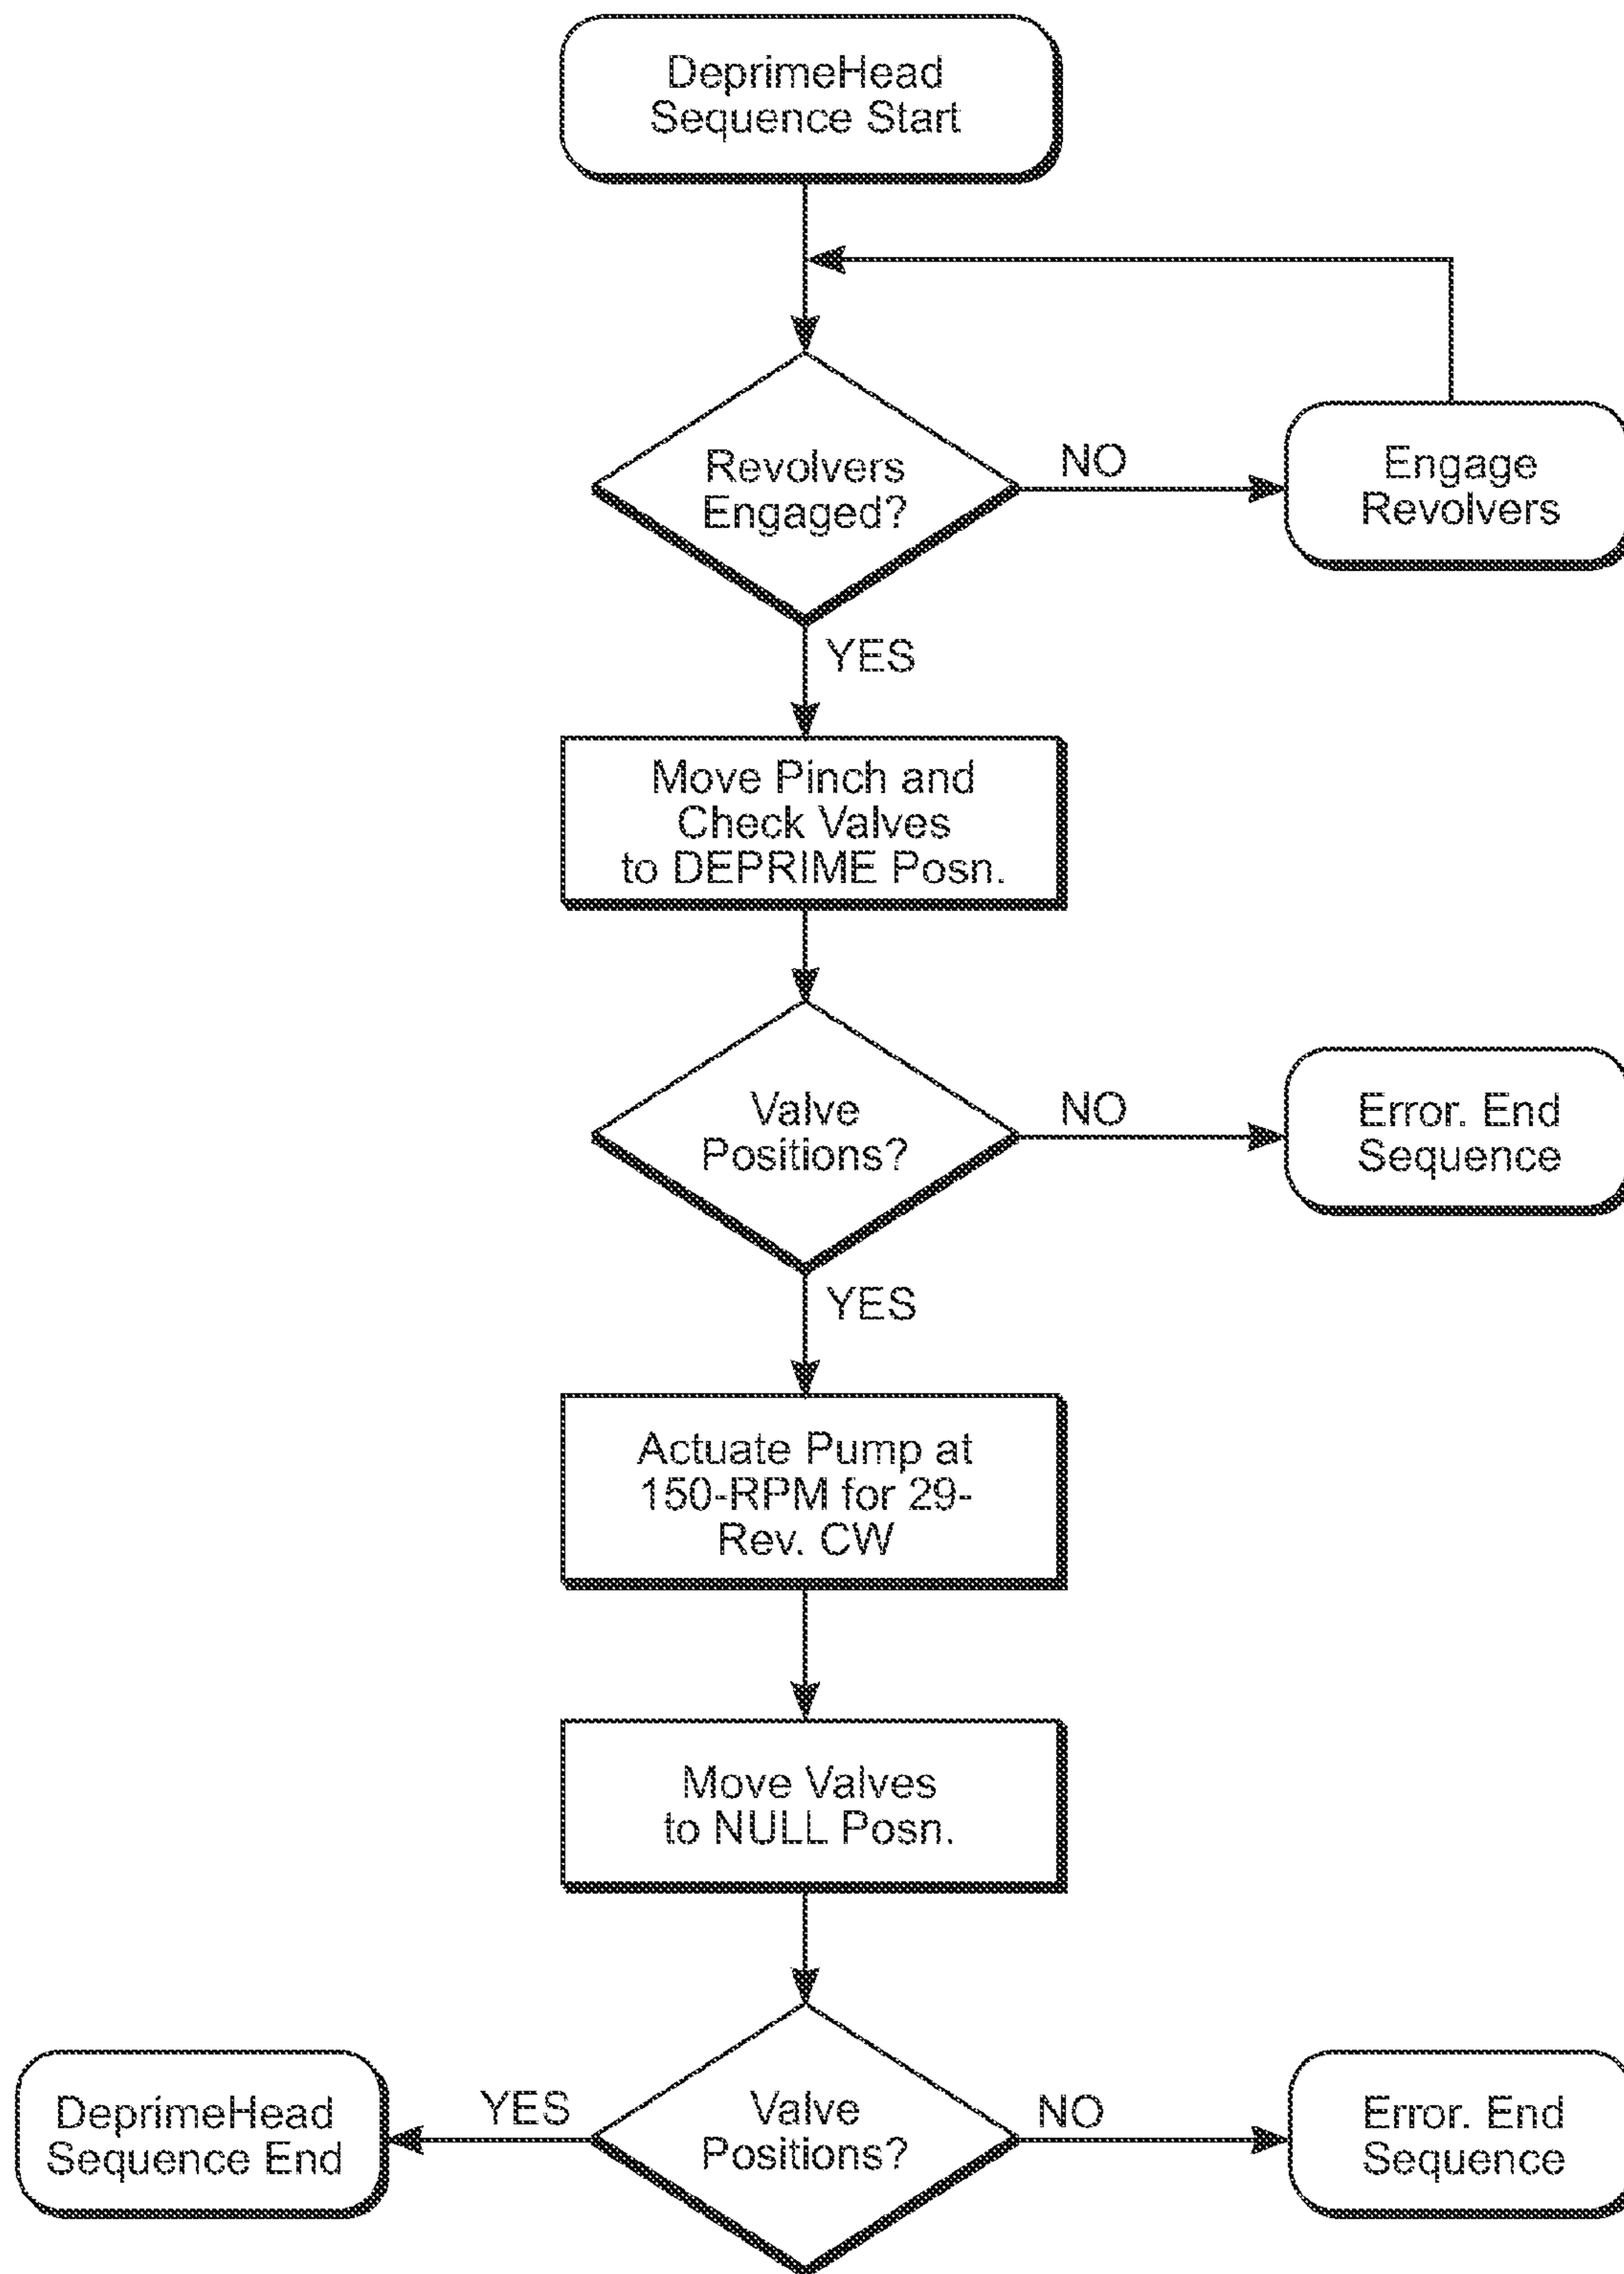 DeprimeHead
Sequence Start
Revolvers
Engaged?
NO
Engage
Revolvers
YES
Move Pinch and
Check Valves
to DEPRIME Posn.
Valve
Positions?
NO
Error. End
Sequence
YES
Actuate Pump at
150-RPM for 29-
Rev. CW
Move Valves
to NULL Posn.
DeprimeHead
Sequence End
YES
Valve
Positions?
NO
Error. End
Sequence